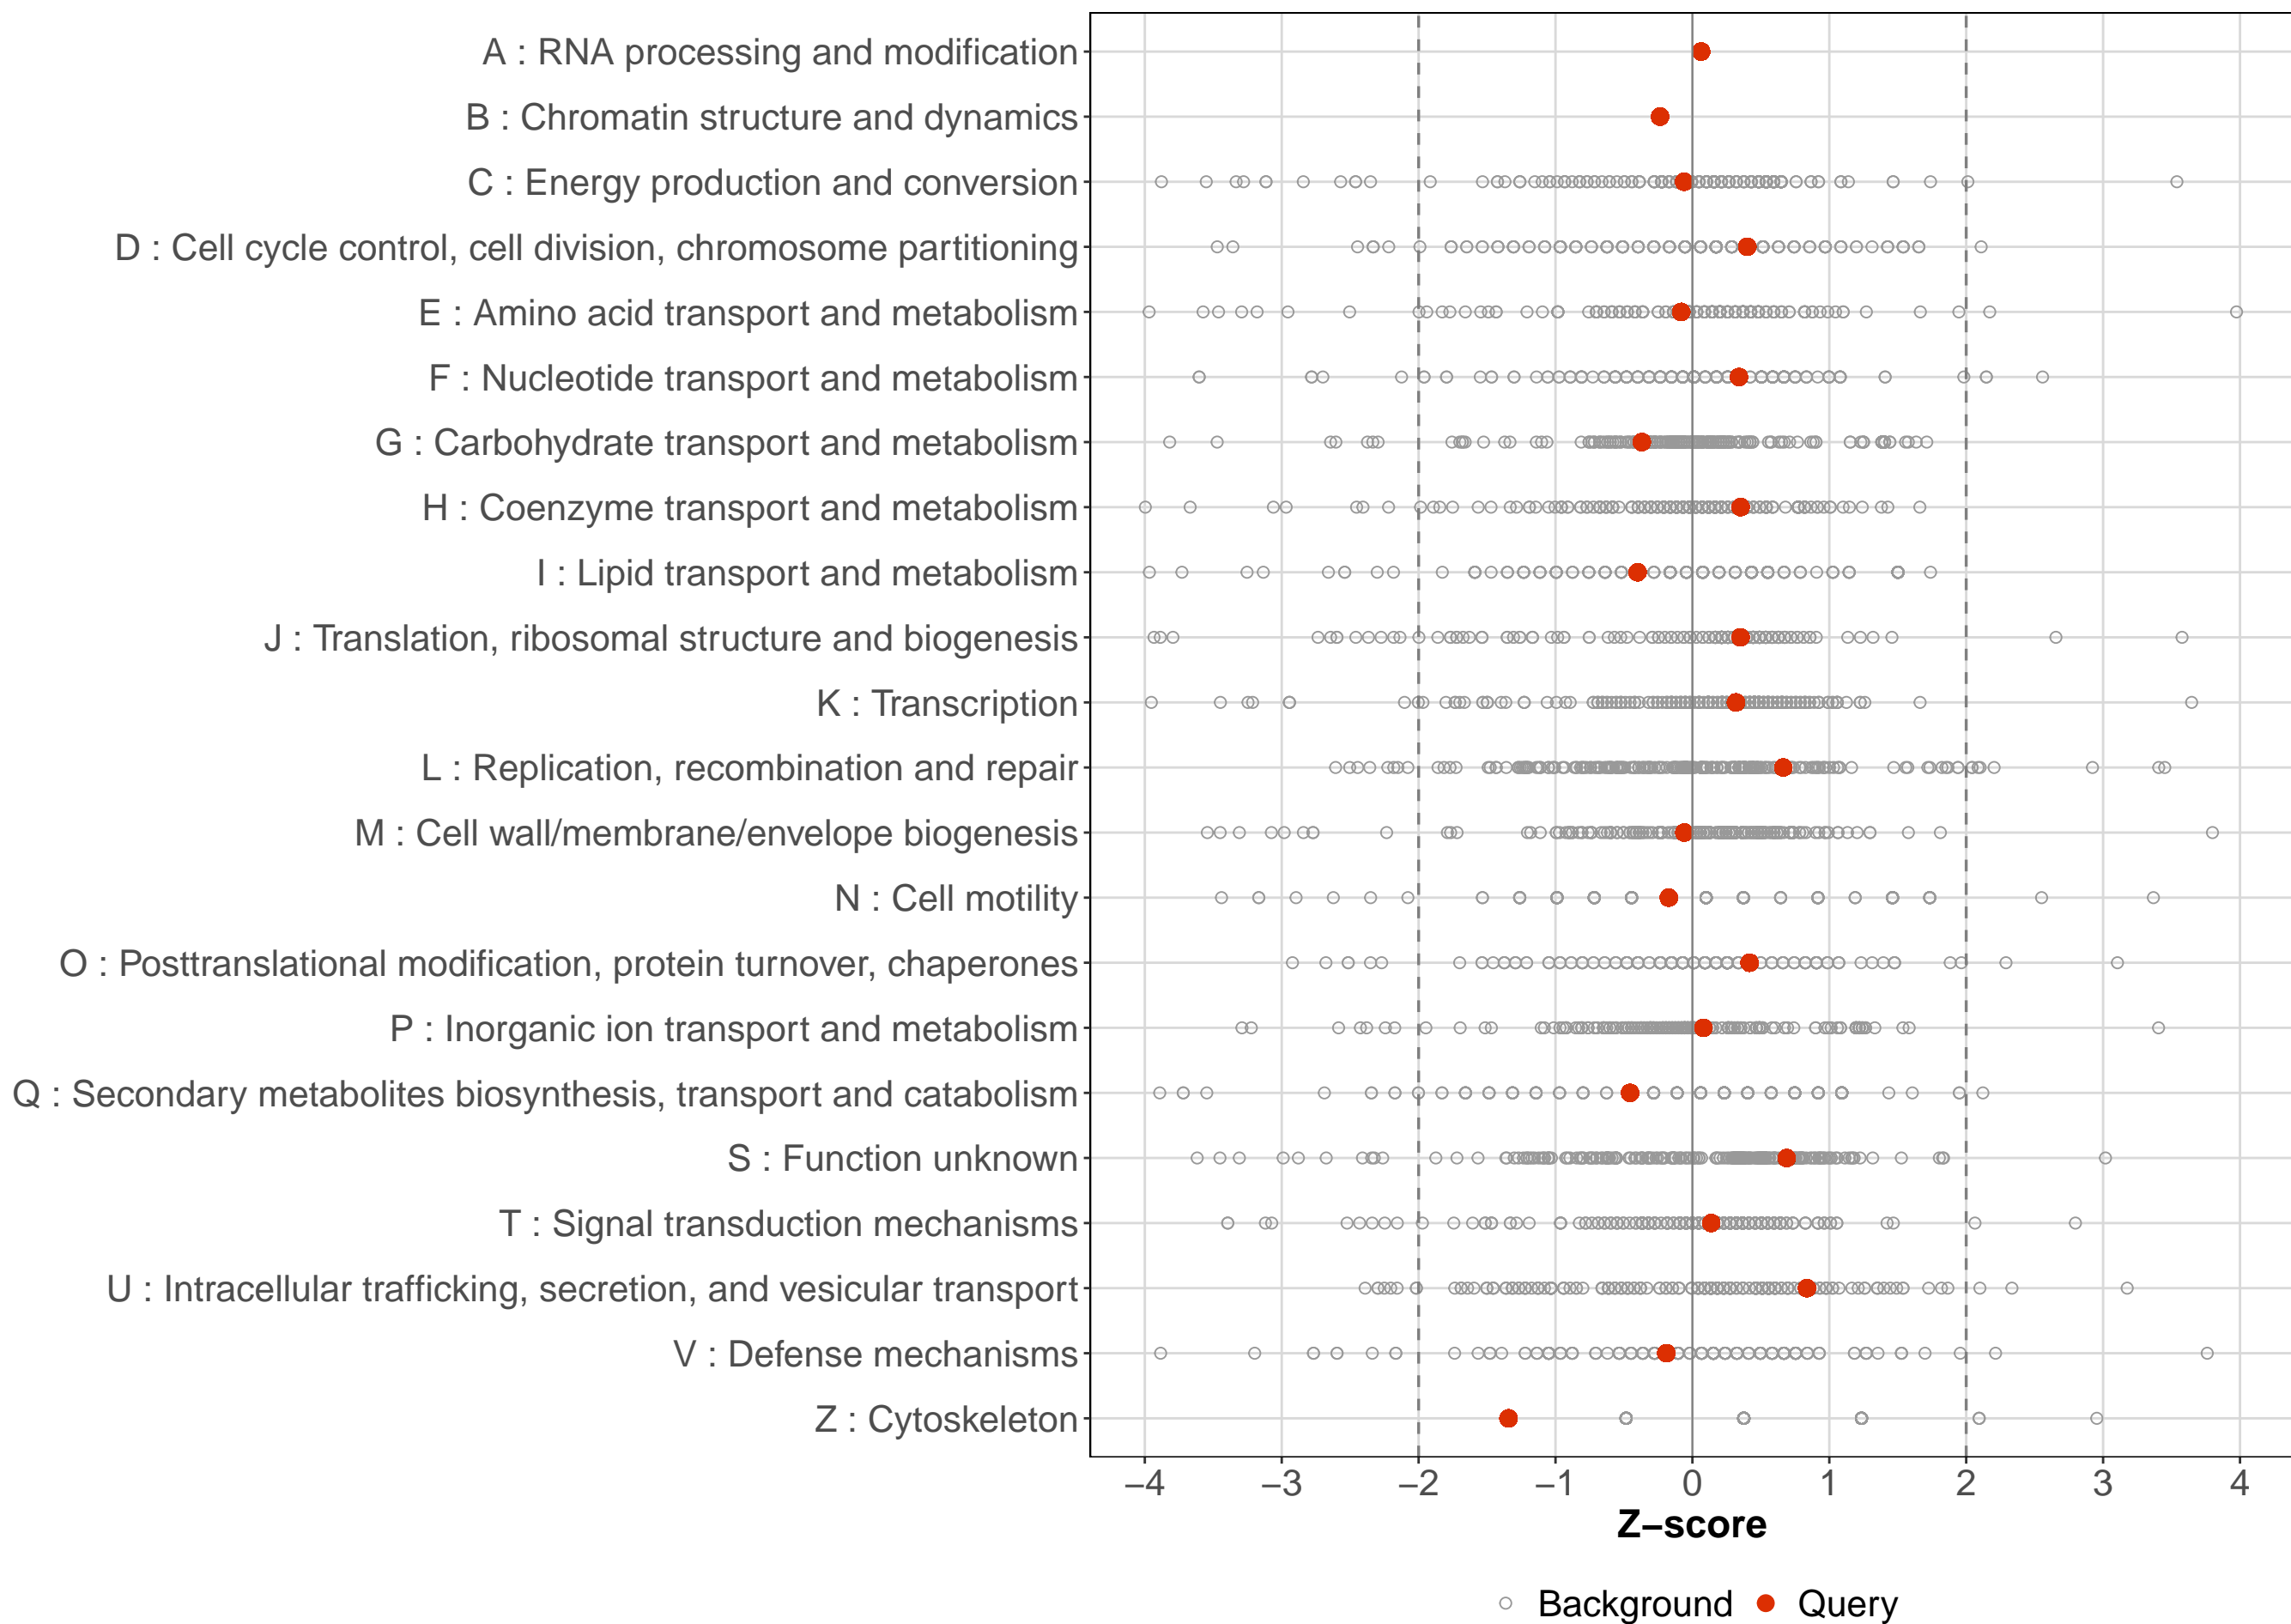 A : RNA processing and modification
B : Chromatin structure and dynamics
C : Energy production and conversion
D : Cell cycle control, cell division, chromosome partitioning
E : Amino acid transport and metabolism
F : Nucleotide transport and metabolism
G : Carbohydrate transport and metabolism
H : Coenzyme transport and metabolism
I : Lipid transport and metabolism
J : Translation, ribosomal structure and biogenesis
K : Transcription
L : Replication, recombination and repair
M : Cell wall/membrane/envelope biogenesis
N : Cell motility
O : Posttranslational modification, protein turnover, chaperones
P : Inorganic ion transport and metabolism
Q : Secondary metabolites biosynthesis, transport and catabolism
S : Function unknown
T : Signal transduction mechanisms
U : Intracellular trafficking, secretion, and vesicular transport
V : Defense mechanisms
Z : Cytoskeleton
−4 −3 −2 −1 0 1 2 3 4
Z−score
Background Query